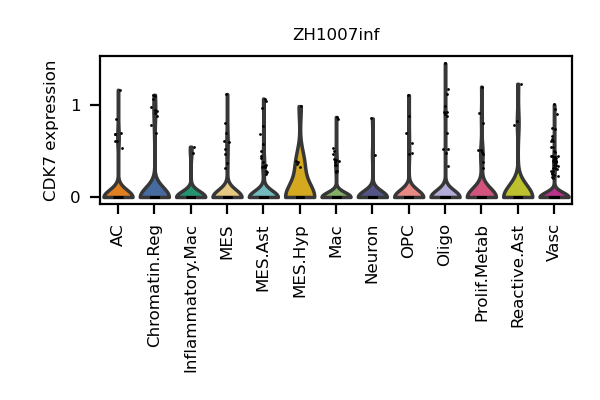 ZH1007inf
CDK7 expression
1
0
AC
Chromatin.Reg
Inflammatory.Mac
MES
MES.Ast
MES.Hyp
Mac
Neuron
OPC
Oligo
Prolif.Metab
Reactive.Ast
Vasc